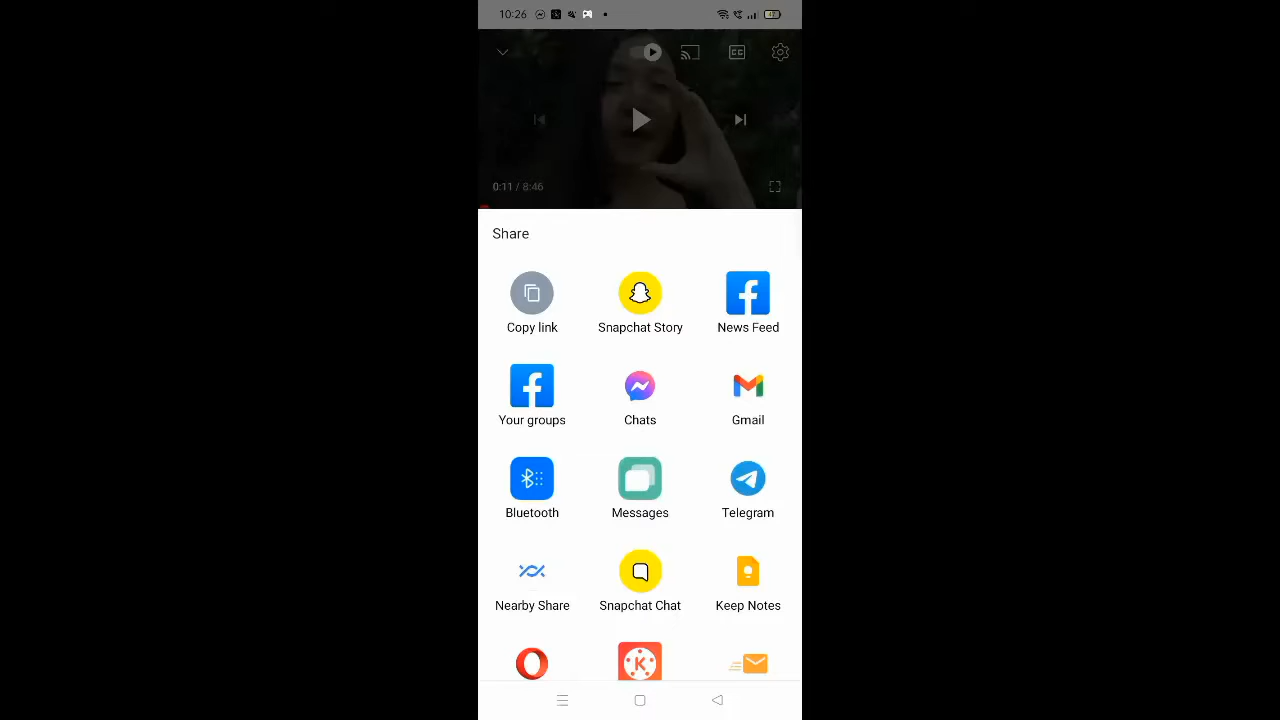 10:26
CC
0:11 / 8:46
Share
Copy link
Snapchat Story
News Feed
Your groups
Chats
Gmail
Bluetooth
Messages
Telegram
Nearby Share
Snapchat Chat
Keep Notes
K